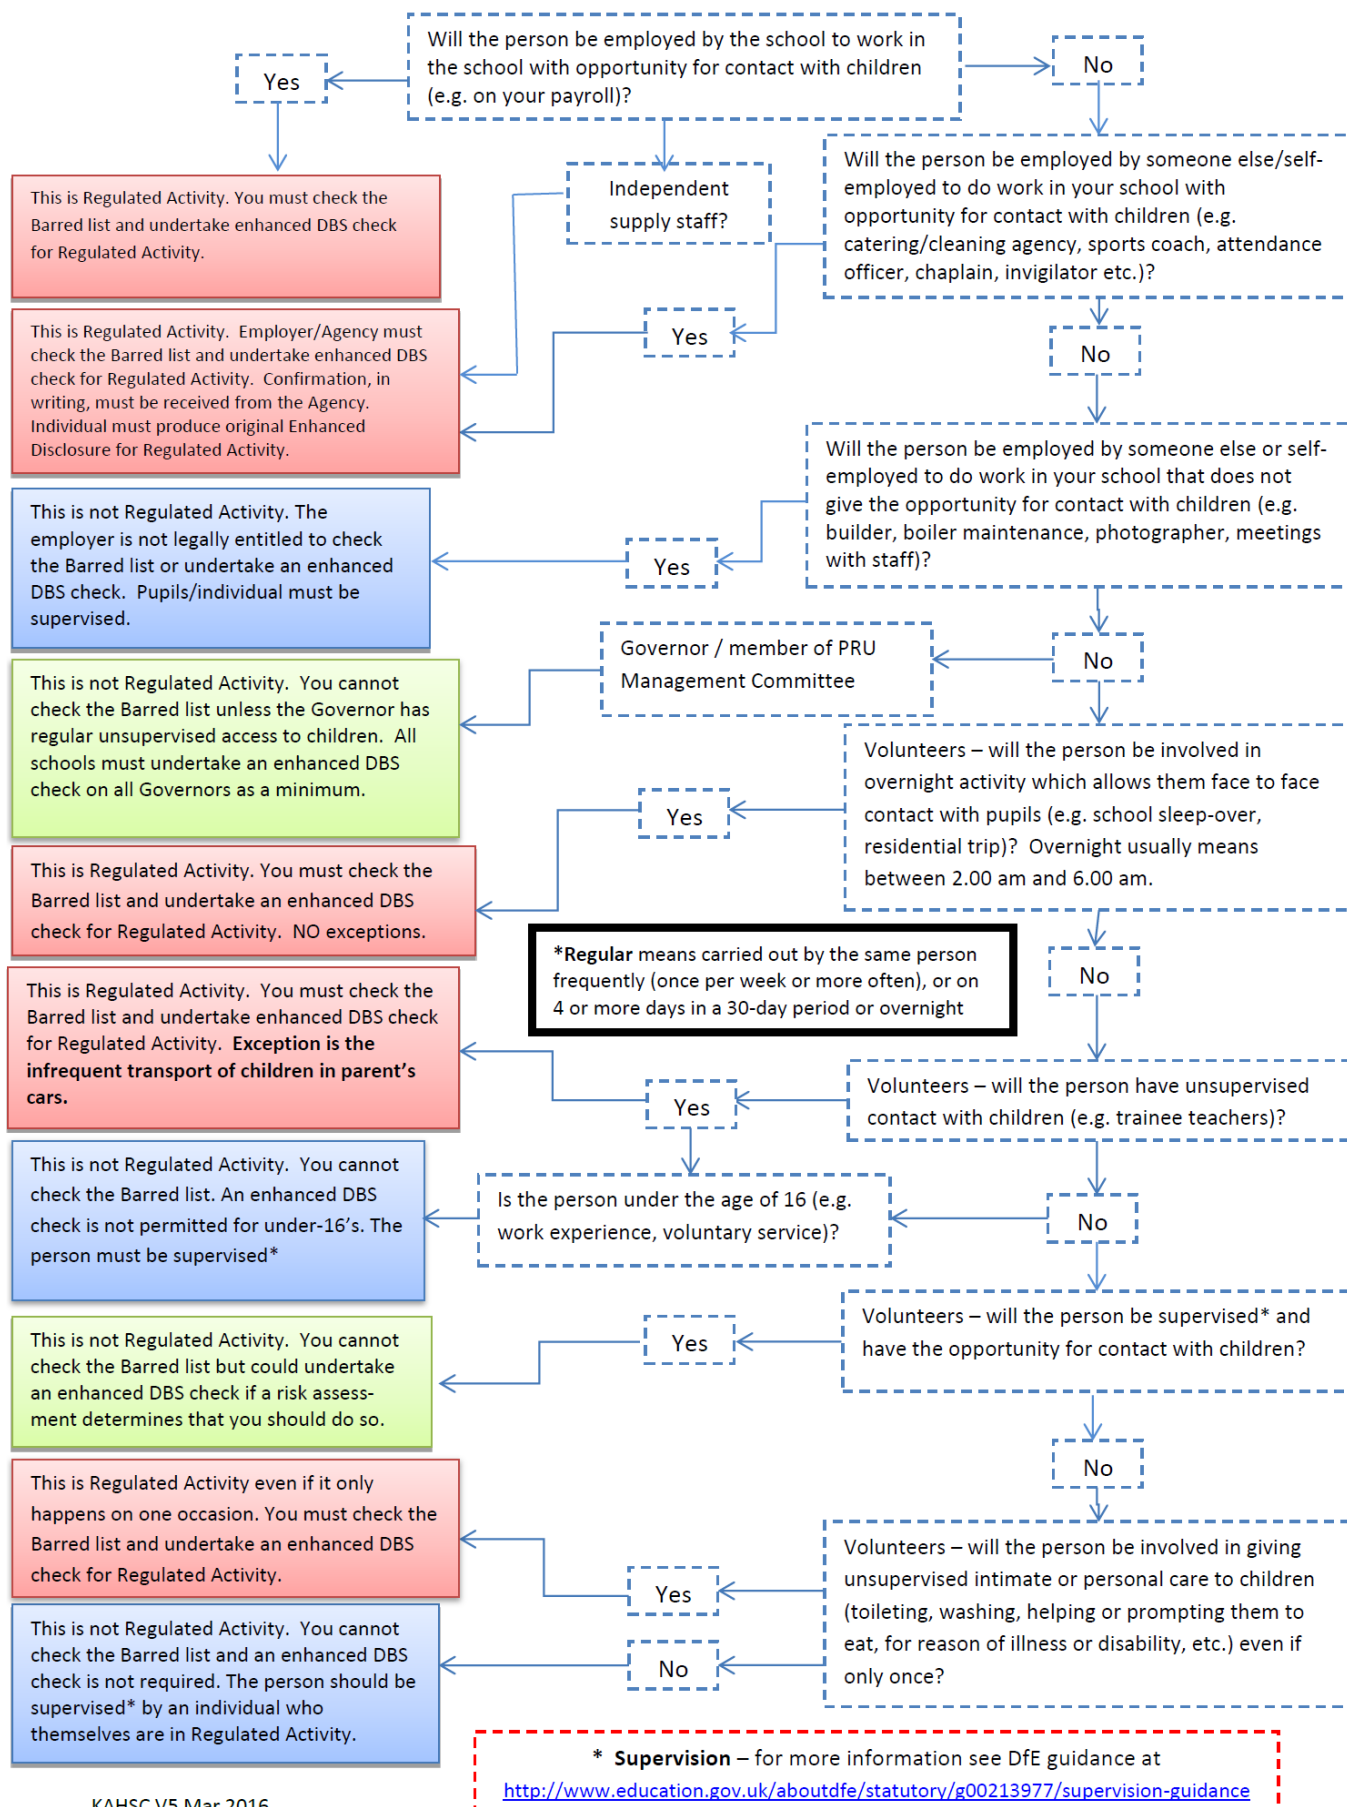 Will the person be employed by the school to work in
the school with opportunity for contact with children
(e.g. on your payroll)?
Yes
No
Independent
supply staff?
Will the person be employed by someone else/self-
employed to do work in your school with
opportunity for contact with children (e.g.
catering/cleaning agency, sports coach, attendance
officer, chaplain, invigilator etc.)?
This is Regulated Activity. You must check the
Barred list and undertake enhanced DBS check
for Regulated Activity.
This is Regulated Activity.  Employer/Agency must
check the Barred list and undertake enhanced DBS
check for Regulated Activity.  Confirmation, in
writing, must be received from the Agency.
Individual must produce original Enhanced
Disclosure for Regulated Activity.
Yes
No
Will the person be employed by someone else or self-
employed to do work in your school that does not
give the opportunity for contact with children (e.g.
builder, boiler maintenance, photographer, meetings
with staff)?
This is not Regulated Activity. The
employer is not legally entitled to check
the Barred list or undertake an enhanced
DBS check.  Pupils/individual must be
supervised.
Yes
No
Governor / member of PRU
Management Committee
This is not Regulated Activity.  You cannot
check the Barred list unless the Governor has
regular unsupervised access to children.  All
schools must undertake an enhanced DBS
check on all Governors as a minimum.
Volunteers – will the person be involved in
overnight activity which allows them face to face
contact with pupils (e.g. school sleep-over,
residential trip)?  Overnight usually means
between 2.00 am and 6.00 am.
Yes
This is Regulated Activity. You must check the
Barred list and undertake an enhanced DBS
check for Regulated Activity.  NO exceptions.
*Regular means carried out by the same person
frequently (once per week or more often), or on
4 or more days in a 30-day period or overnight
No
This is Regulated Activity.  You must check the
Barred list and undertake enhanced DBS check
for Regulated Activity.  Exception is the
infrequent transport of children in parent's
cars.
Yes
Volunteers – will the person have unsupervised
contact with children (e.g. trainee teachers)?
This is not Regulated Activity.  You cannot
check the Barred list. An enhanced DBS
check is not permitted for under-16's. The
person must be supervised*
Is the person under the age of 16 (e.g.
work experience, voluntary service)?
No
This is not Regulated Activity.  You cannot
check the Barred list but could undertake
an enhanced DBS check if a risk assess-
ment determines that you should do so.
Yes
Volunteers – will the person be supervised* and
have the opportunity for contact with children?
No
This is Regulated Activity even if it only
happens on one occasion. You must check the
Barred list and undertake an enhanced DBS
check for Regulated Activity.
Yes
Volunteers – will the person be involved in giving
unsupervised intimate or personal care to children
(toileting, washing, helping or prompting them to
eat, for reason of illness or disability, etc.) even if
only once?
No
This is not Regulated Activity.  You cannot
check the Barred list and an enhanced DBS
check is not required. The person should be
supervised* by an individual who
themselves are in Regulated Activity.
* Supervision – for more information see DfE guidance at
http://www.education.gov.uk/aboutdfe/statutory/g00213977/supervision-guidance
KAHSC V5 Mar 2016